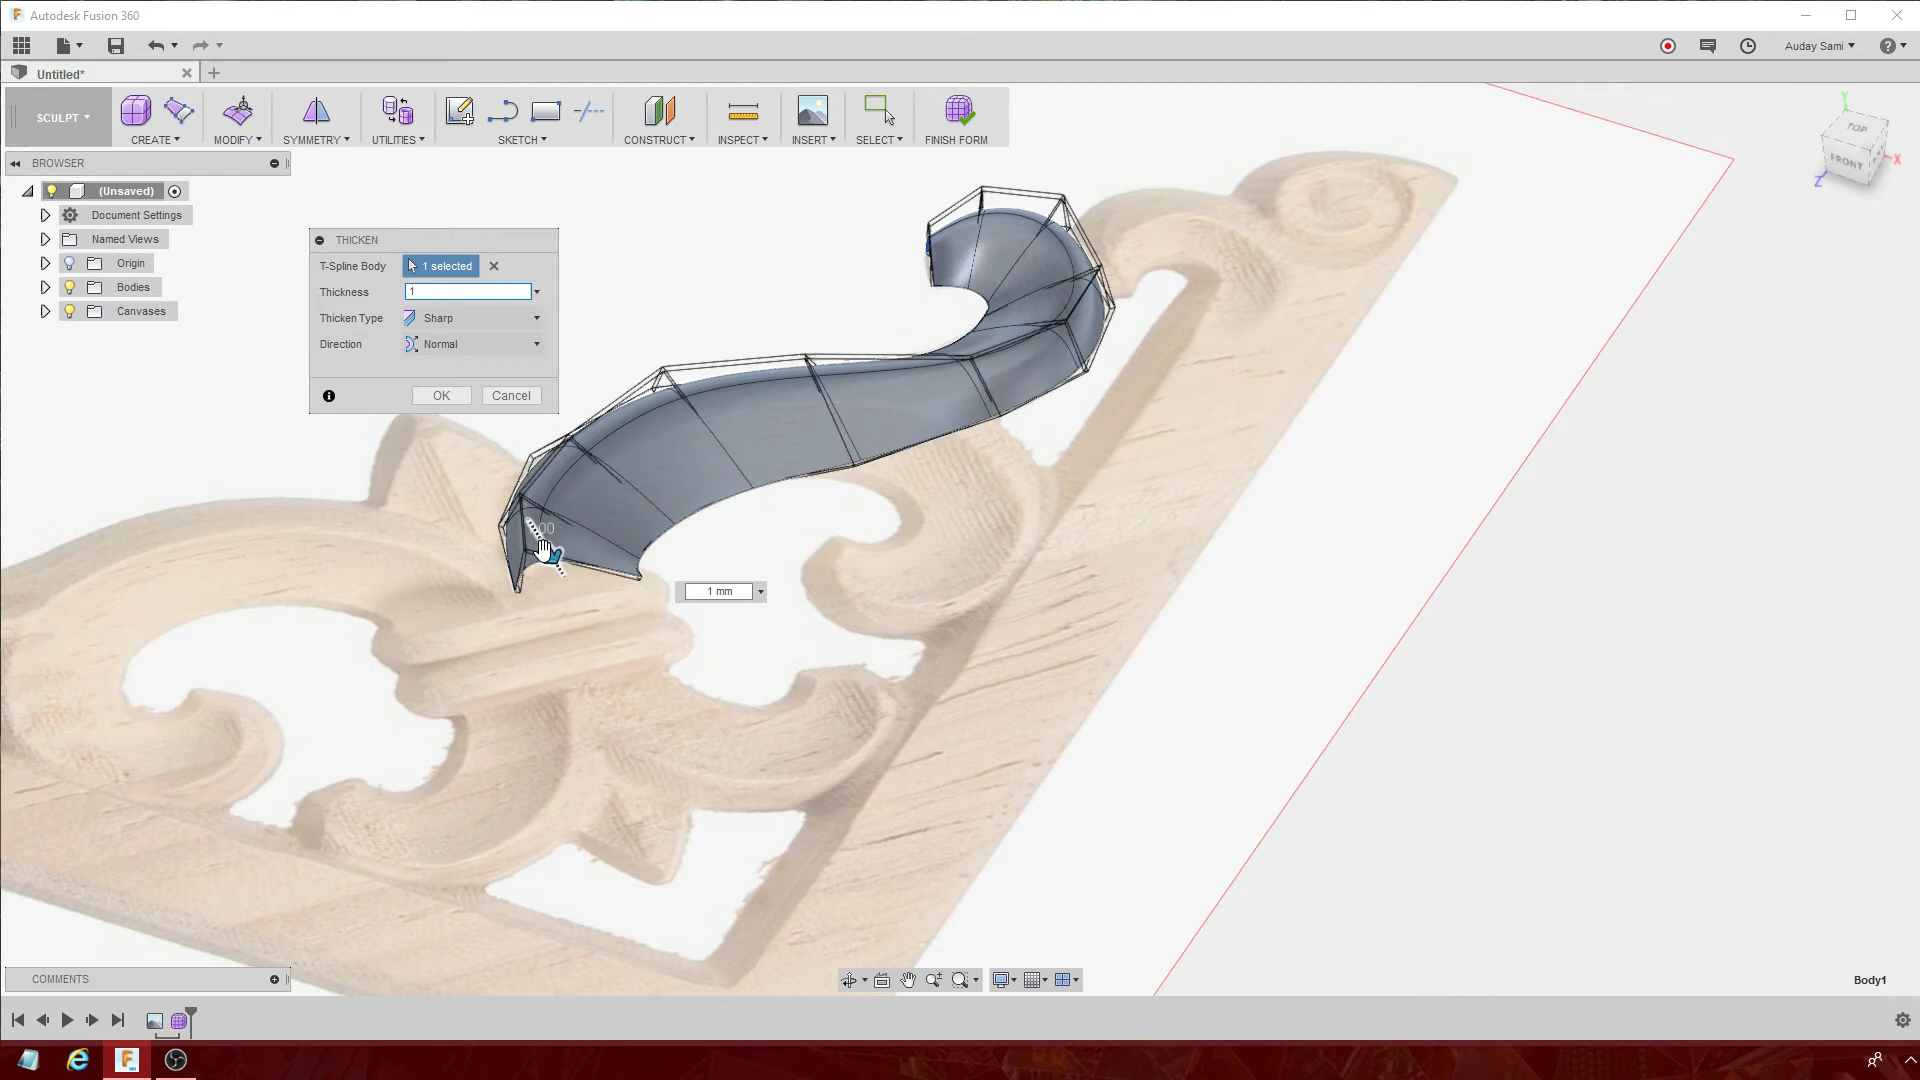 Autodesk Fusion 360
Auday Sami
Untitled*
SCULPT
CREATE
MODIFY
SYMMETRY
UTILITIES
SKETCH
CONSTRUCT
INSPECT
INSERT
SELECT
FINISH FORM
BROWSER
(Unsaved)
Document Settings
Named Views
Origin
Bodies
Canvases
THICKEN
T-Spline Body 1 selected
Thickness 1
Thicken Type Sharp
Direction Normal
OK Cancel
Y
TOP
FRONT
X
Z
1 mm
COMMENTS
Body1